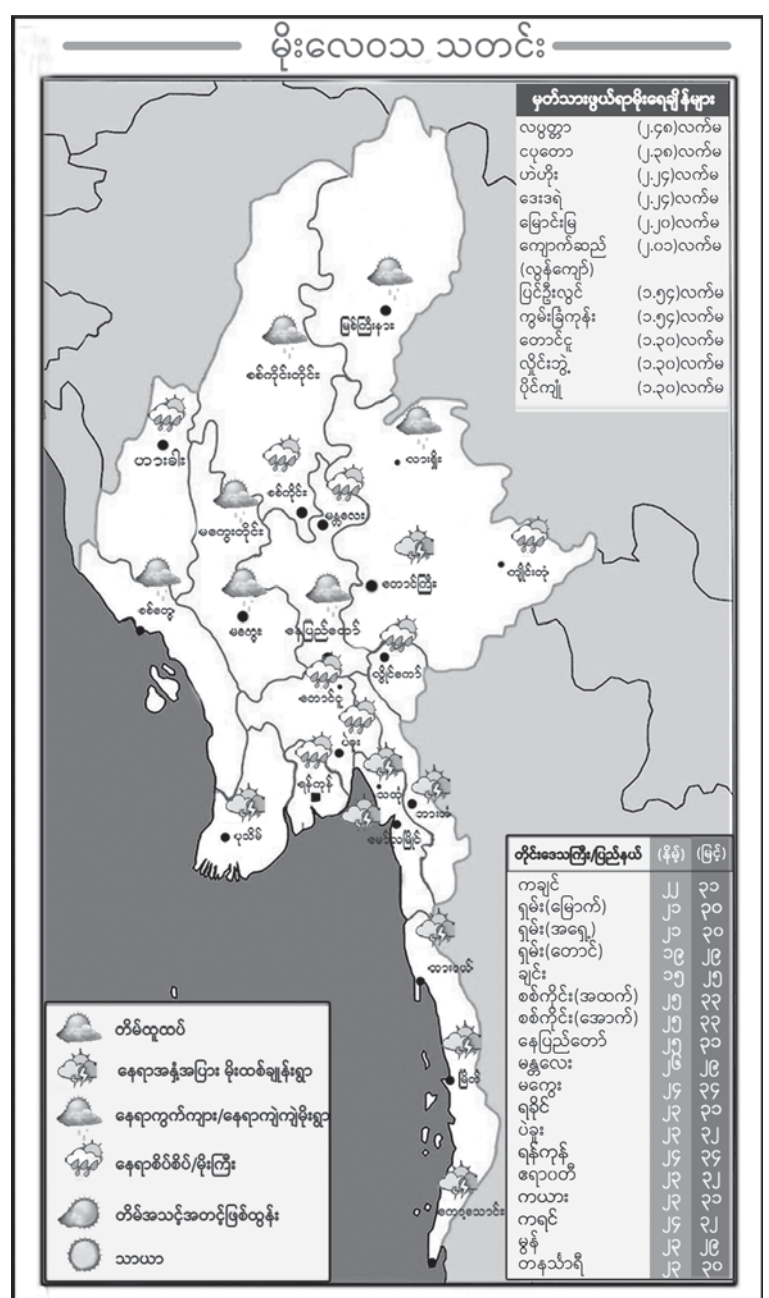 မိုးလေဝသ သတင်း
မှတ်သားဖွယ်ရာမိုးရေချိန်များ
လပွတ္တာ (၂.၄၈)လက်မ
ငပုတော (၂.၃၈)လက်မ
ဟဲဟိုး (၂.၂၄)လက်မ
ဒေးဒရဲ (၂.၂၄)လက်မ
မြောင်းမြ (၂.၂၀)လက်မ
ကျောက်ဆည် (၂.၀၁)လက်မ
(လွန်ကျော်)
ပြင်ဦးလွင် (၁.၅၄)လက်မ
ကွမ်းခြံကုန်း (၁.၅၄)လက်မ
တောင်ငူ (၁.၃၀)လက်မ
လှိုင်းဘွဲ့ (၁.၃၀)လက်မ
ပိုင်ကျုံ (၁.၃၀)လက်မ
မြစ်ကြီးနား
စစ်ကိုင်းတိုင်း
ဟားခါး
လားရှိုး
စစ်ကိုင်း
မန္တလေး
မကွေးတိုင်း
တောင်ကြီး
ကျိုင်းတုံ
စစ်တွေ
မကွေး
နေပြည်တော်
လွိုင်ကော်
တောင်ငူ
ပဲခူး
ရန်ကုန်
သထုံ
ဘားအံ
ပုသိမ်
မော်လမြိုင်
ထားဝယ်
မြိတ်
ကော့သောင်း
တိုင်းဒေသကြီး/ပြည်နယ် (နိမ့်) (မြင့်)
ကချင် ၂၂ ၃၁
ရှမ်း(မြောက်) ၂၁ ၃၀
ရှမ်း(အရှေ့) ၂၁ ၃၀
ရှမ်း(တောင်) ၁၉ ၂၉
ချင်း ၁၅ ၂၅
စစ်ကိုင်း(အထက်) ၂၅ ၃၃
စစ်ကိုင်း(အောက်) ၂၅ ၃၃
နေပြည်တော် ၂၅ ၃၁
မန္တလေး ၂၆ ၂၉
မကွေး ၂၄ ၃၄
ရခိုင် ၂၃ ၃၁
ပဲခူး ၂၃ ၃၂
ရန်ကုန် ၂၄ ၃၄
ဧရာဝတီ ၂၃ ၃၂
ကယား ၂၃ ၃၁
ကရင် ၂၄ ၃၂
မွန် ၂၃ ၂၉
တနင်္သာရီ ၂၃ ၃၀
တိမ်ထူထပ်
နေရာအနှံ့အပြား မိုးထစ်ချုန်းရွာ
နေရာကွက်ကျား/နေရာကျဲကျဲမိုးရွာ
နေရာစိပ်စိပ်/မိုးကြီး
တိမ်အသင့်အတင့်ဖြစ်ထွန်း
သာယာ